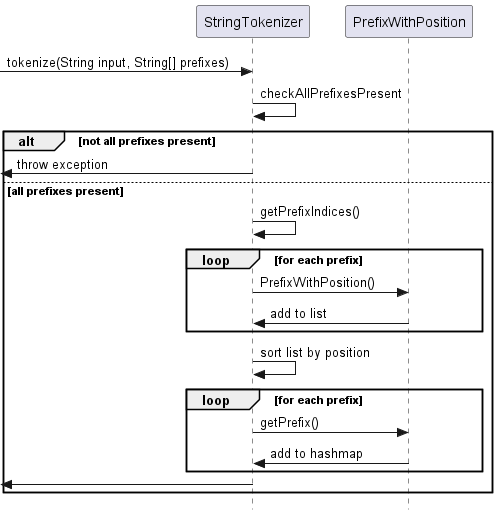 StringTokenizer PrefixWithPosition
tokenize(String input, String[] prefixes)
checkAllPrefixesPresent
alt [not all prefixes present]
throw exception
[all prefixes present]
getPrefixIndices()
loop [for each prefix]
PrefixWithPosition()
add to list
sort list by position
loop [for each prefix]
getPrefix()
add to hashmap